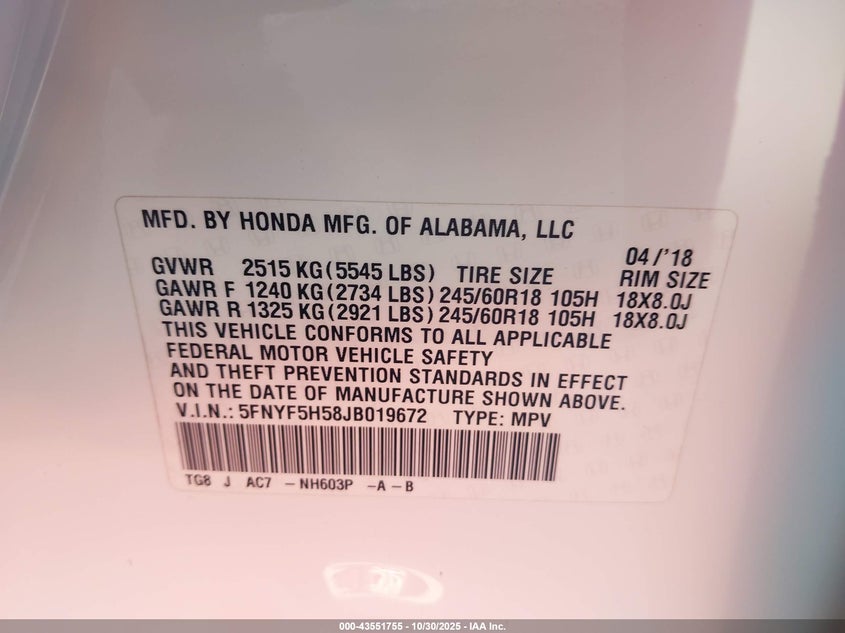 MFD. BY HONDA MFG. OF ALABAMA, LLC
04/'18
GVWR 2515 KG(5545 LBS) TIRE SIZE RIM SIZE
GAWR F 1240 KG(2734 LBS) 245/60R18 105H 18X8.0J
GAWR R 1325 KG(2921 LBS) 245/60R18 105H 18X8.0J
THIS VEHICLE CONFORMS TO ALL APPLICABLE
FEDERAL MOTOR VEHICLE SAFETY
AND THEFT PREVENTION STANDARDS IN EFFECT
ON THE DATE OF MANUFACTURE SHOWN ABOVE.
V.I.N.: 5FNYF5H58JB019672 TYPE: MPV
TG8 J AC7 -NH603P -A -B
000-43551755 - 10/30/2025 - IAA Inc.